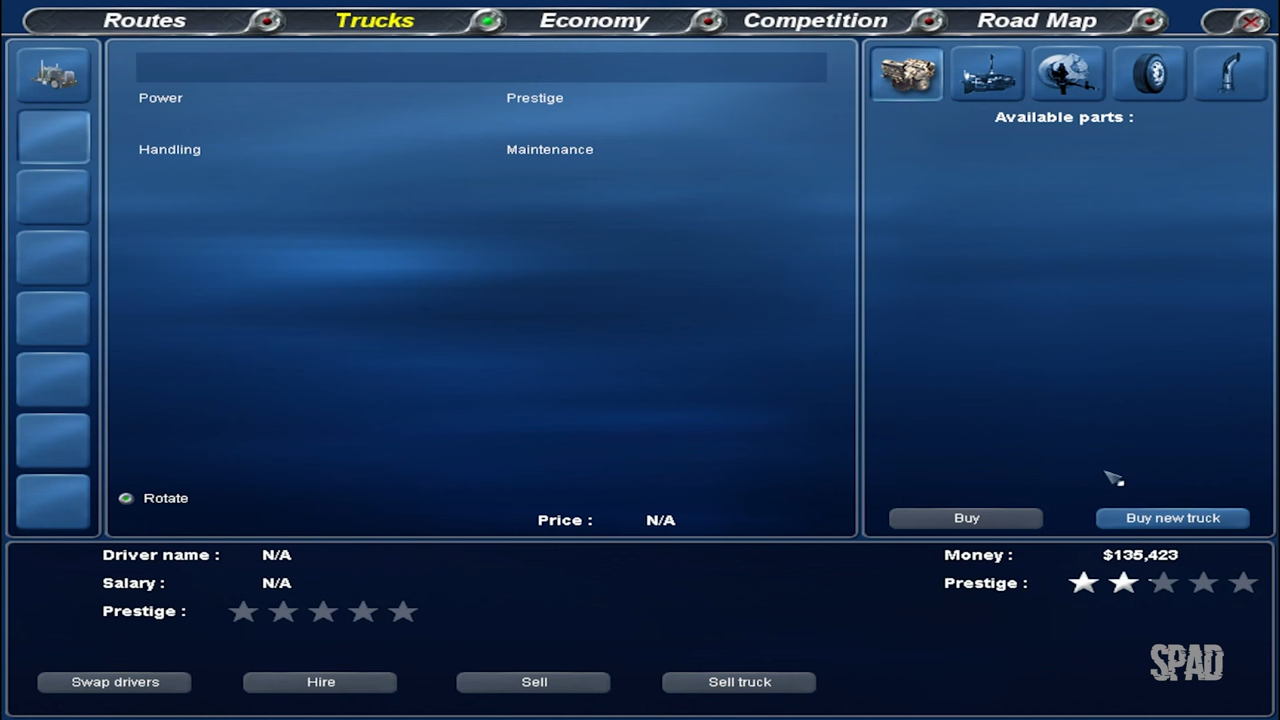 Routes Trucks Economy Competition Road Map
Power Prestige
Available parts :
Handling Maintenance
Rotate
Price : N/A
Buy Buy new truck
Driver name : N/A
Salary : N/A
Prestige :
Money : $135,423
Prestige :
Swap drivers Hire Sell Sell truck
SPAD